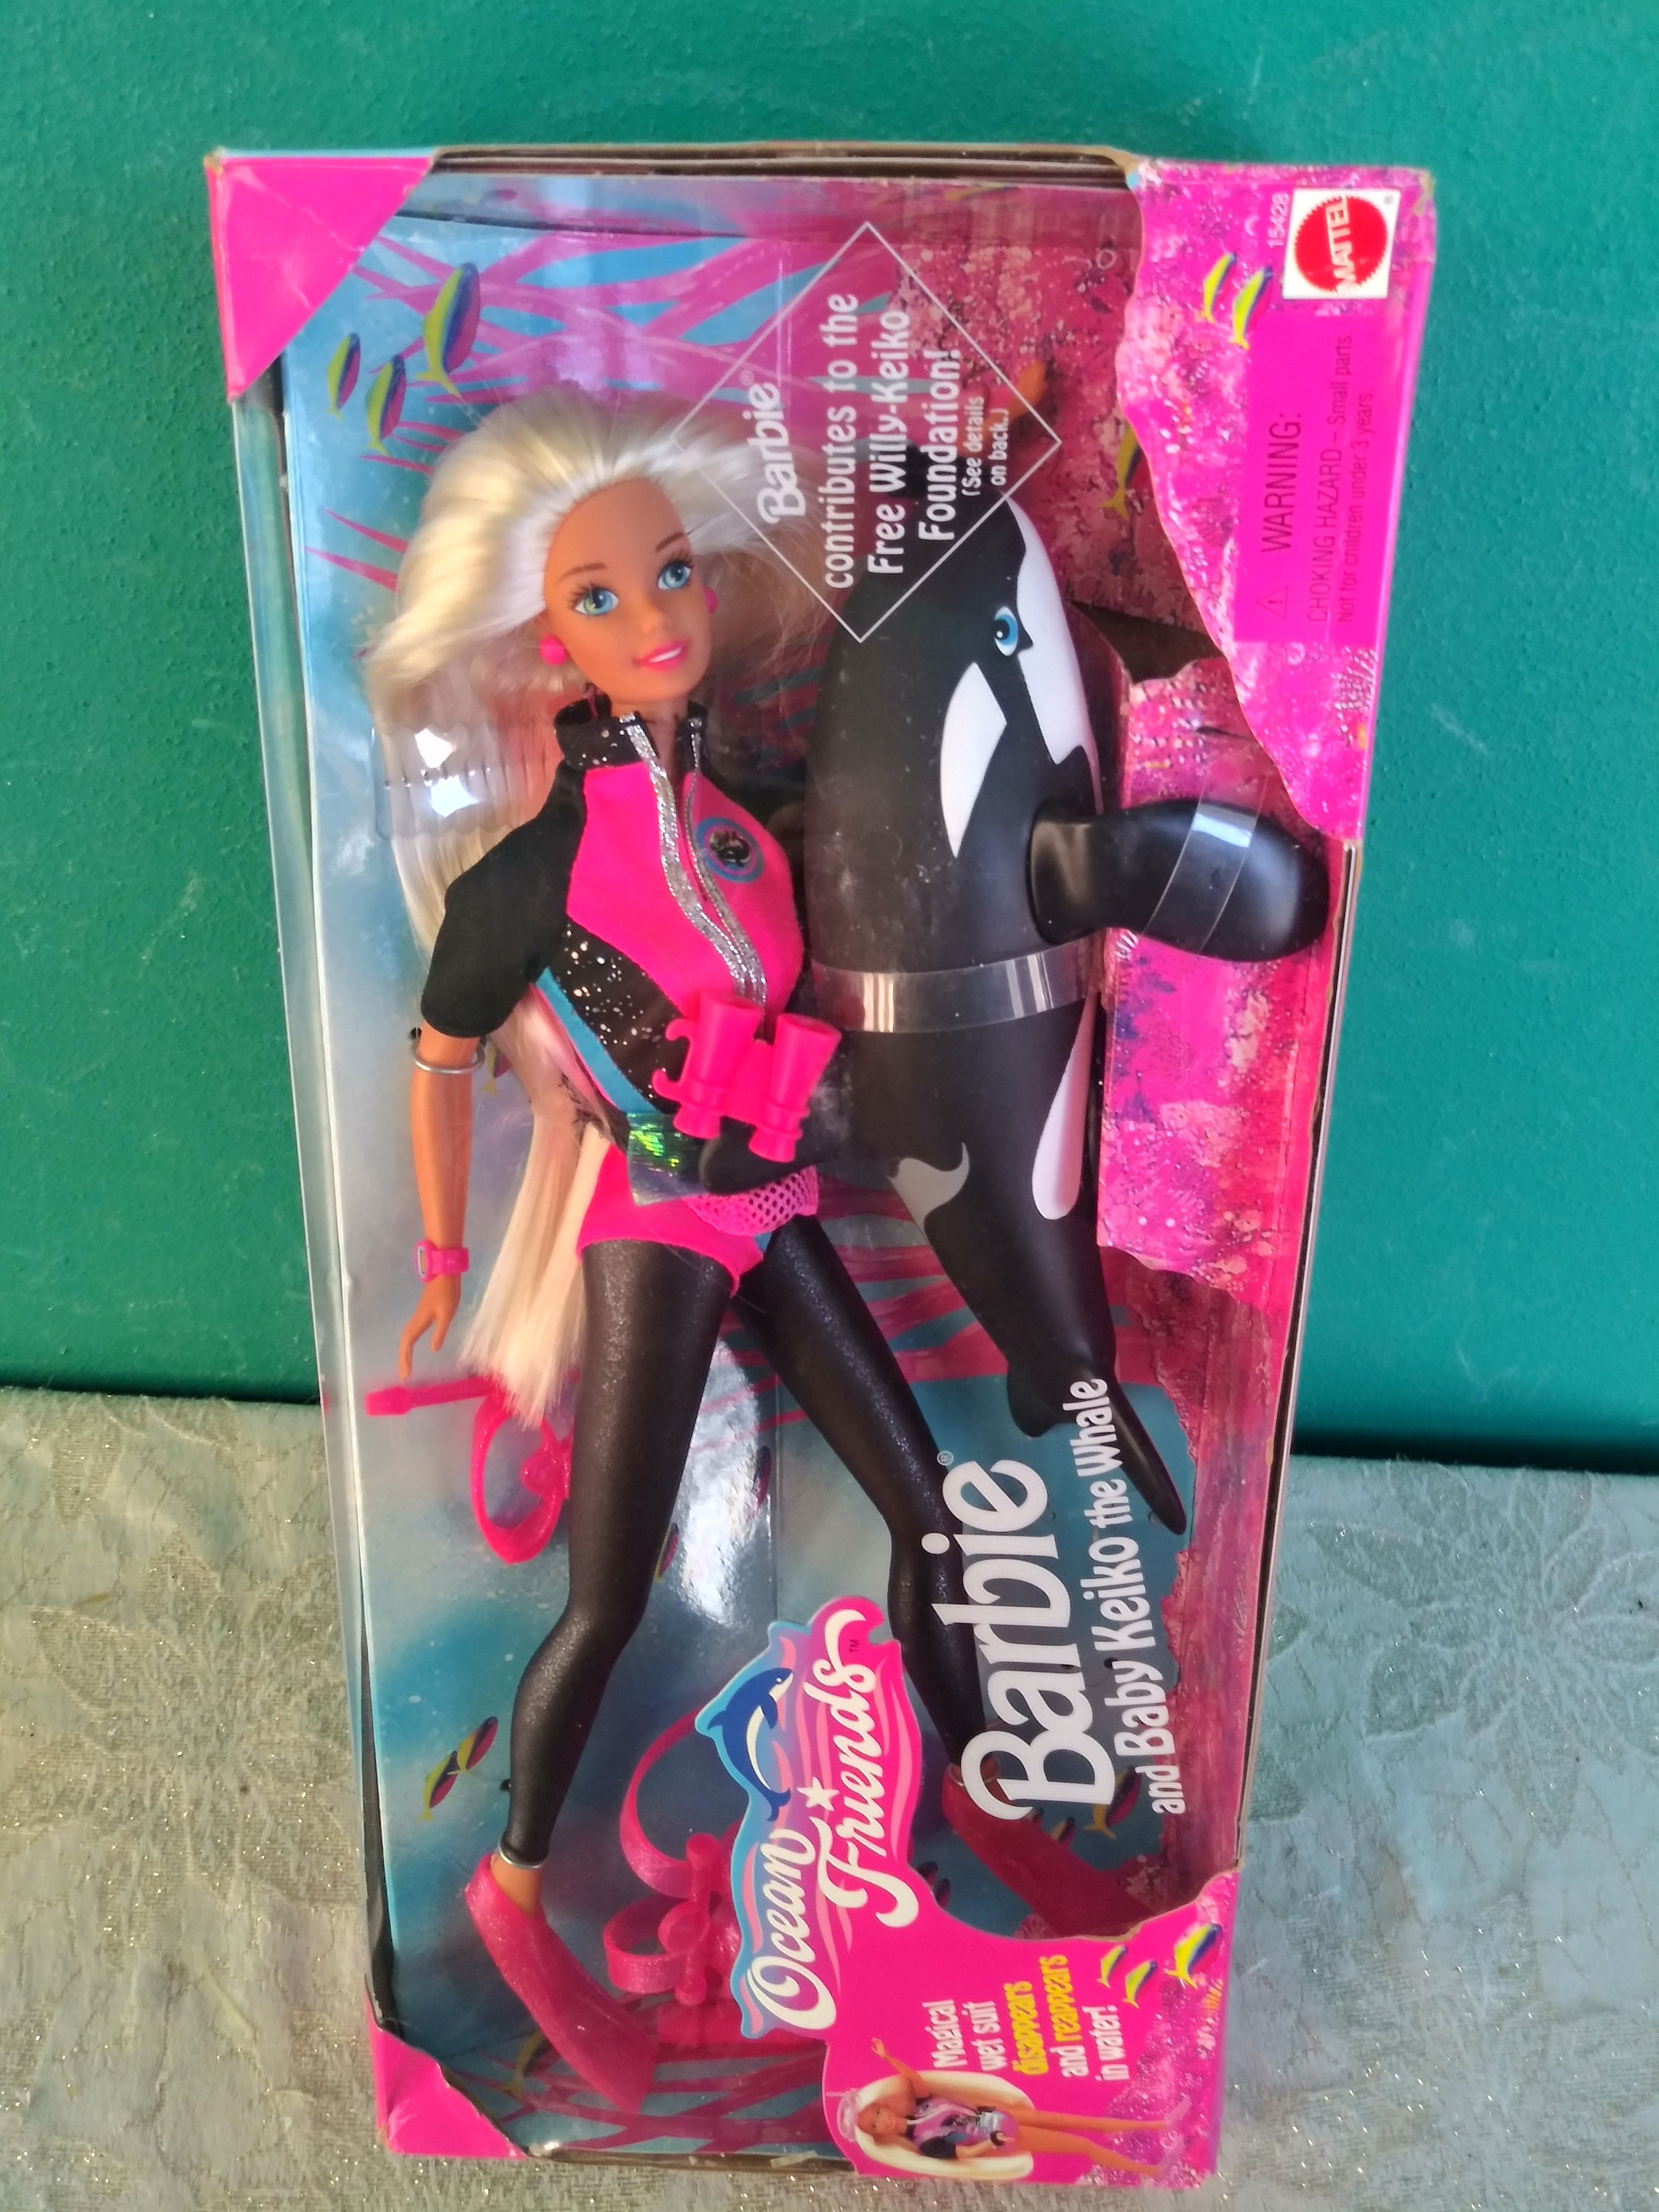 15428
MATTEL
®
WARNING:
CHOKING HAZARD – Small parts.
Not for children under 3 years.
Barbie®
contributes to the
Free Willy-Keiko
Foundation!
(See details
on back.)
Barbie®
and Baby Keiko the Whale
Ocean
Friends™
Magical
wet suit
disappears
and reappears
in water!